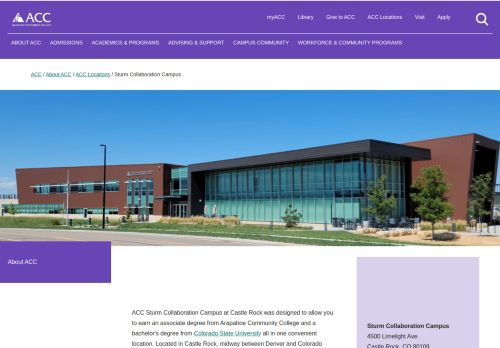 myACC Library Give to ACC ACC Locations Visit Apply
ACC
ABOUT ACC ADMISSIONS ACADEMICS & PROGRAMS ADVISING & SUPPORT CAMPUS COMMUNITY WORKFORCE & COMMUNITY PROGRAMS
ACC / About ACC / ACC Locations / Sturm Collaboration Campus
About ACC
ACC Sturm Collaboration Campus at Castle Rock was designed to allow you
to earn an associate degree from Arapahoe Community College and a
bachelor's degree from Colorado State University all in one convenient
location. Located in Castle Rock, midway between Denver and Colorado
Sturm Collaboration Campus
4500 Limelight Ave.
Castle Rock, CO 80109